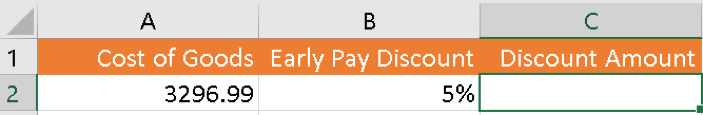 A B C
1 Cost of Goods Early Pay Discount Discount Amount
2 3296.99 5%